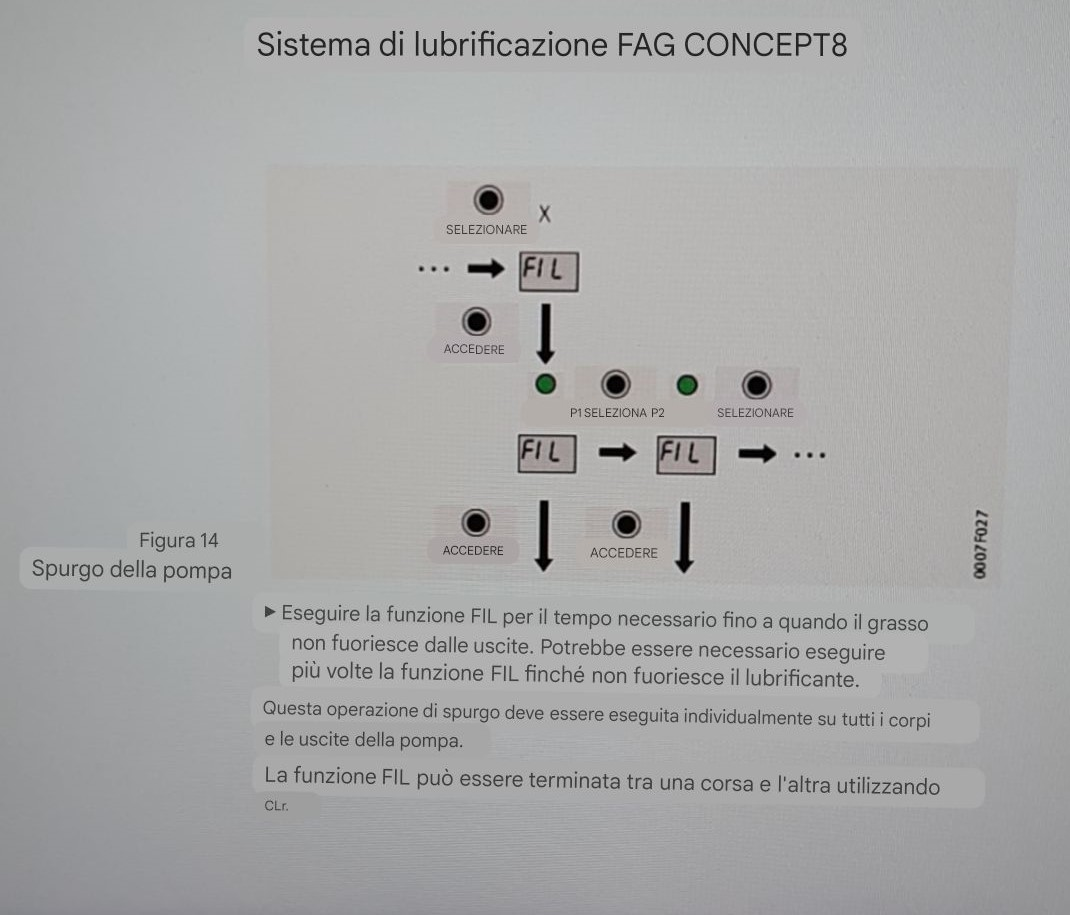 Sistema di lubrificazione FAG CONCEPT8
X
SELEZIONARE
... FIL
ACCEDERE
P1 SELEZIONA P2
SELEZIONARE
FIL FIL ...
ACCEDERE
ACCEDERE
0007F027
Figura 14
Spurgo della pompa
▶ Eseguire la funzione FIL per il tempo necessario fino a quando il grasso
non fuoriesce dalle uscite. Potrebbe essere necessario eseguire
più volte la funzione FIL finché non fuoriesce il lubrificante.
Questa operazione di spurgo deve essere eseguita individualmente su tutti i corpi
e le uscite della pompa.
La funzione FIL può essere terminata tra una corsa e l'altra utilizzando
CLr.